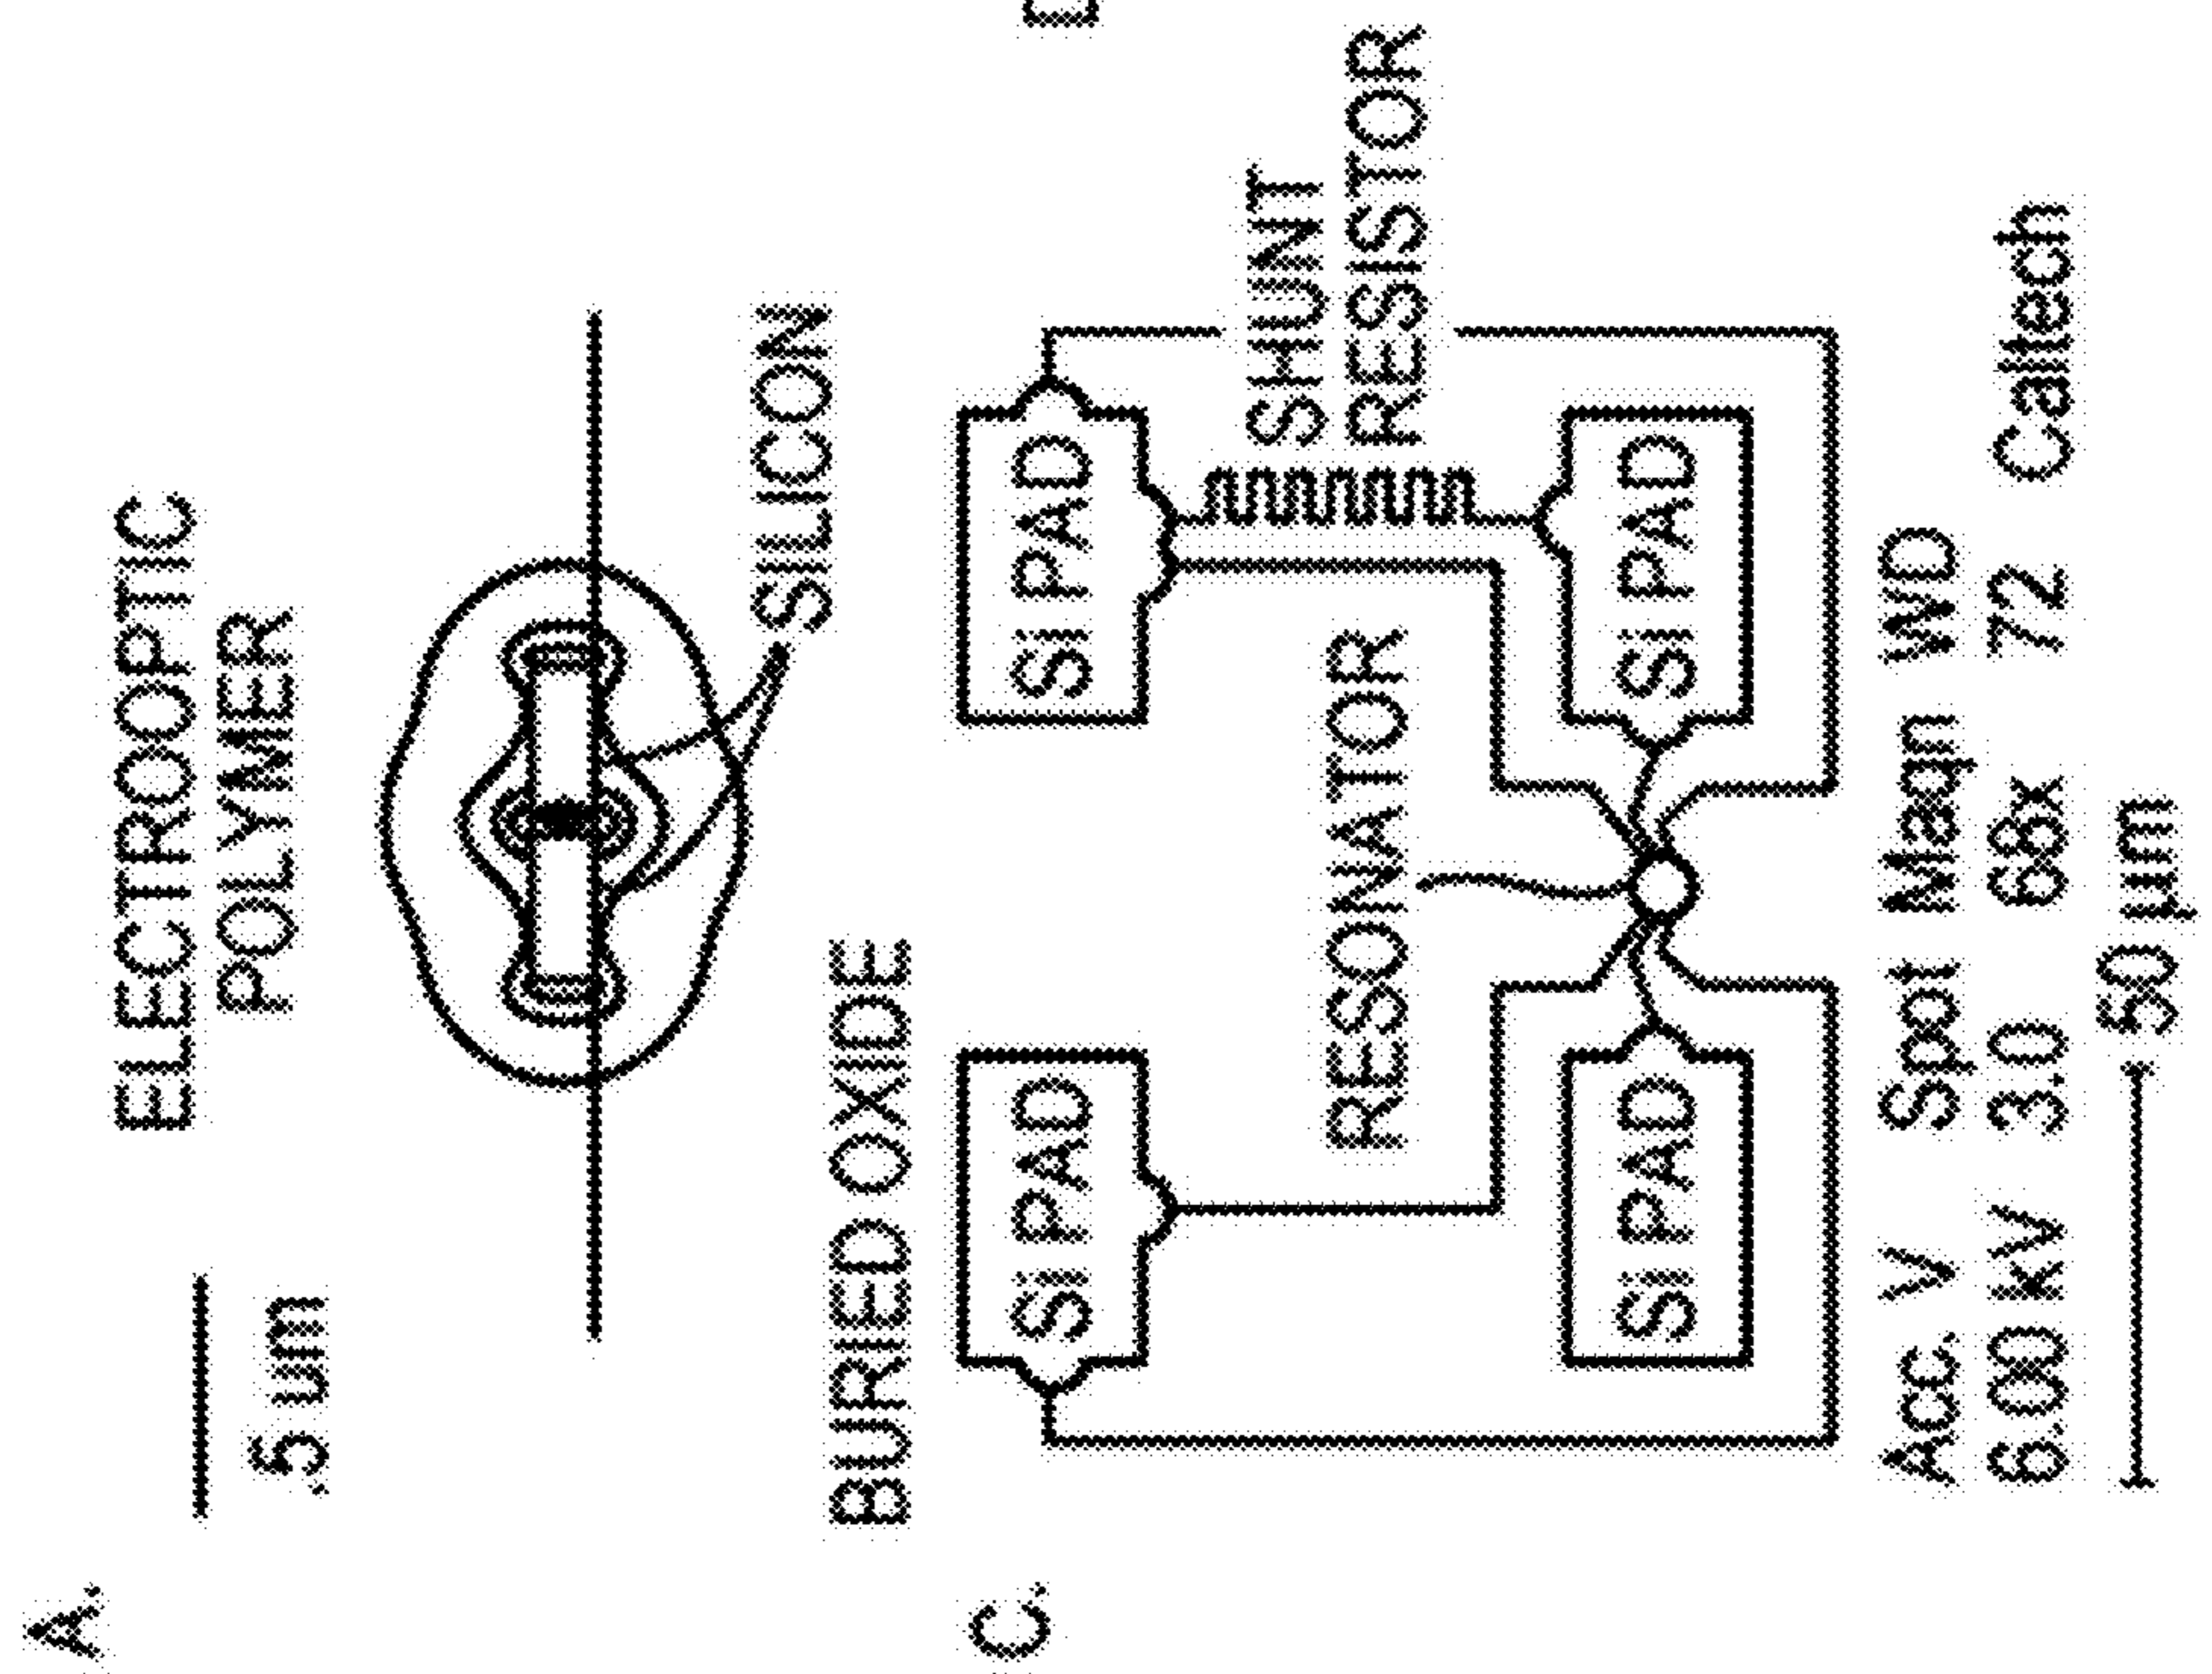 A.
ELECTROOPTIC
POLYMER
.5 um
SILICON
BURIED OXIDE
C.
Si PAD
Si PAD
SHUNT
RESISTOR
RESONATOR
Si PAD
Si PAD
Acc. V Spot Magn WD
6.00 kV 3.0 68x 72 Caltech
50 µm